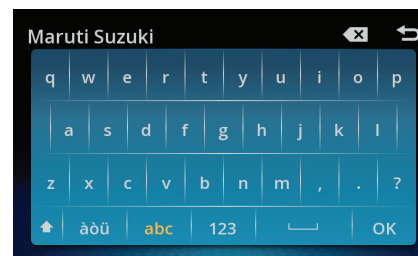 Maruti Suzuki
q w e r t y u i o p
a s d f g h j k l
z x c v b n m , . ?
àòü abc 123 OK